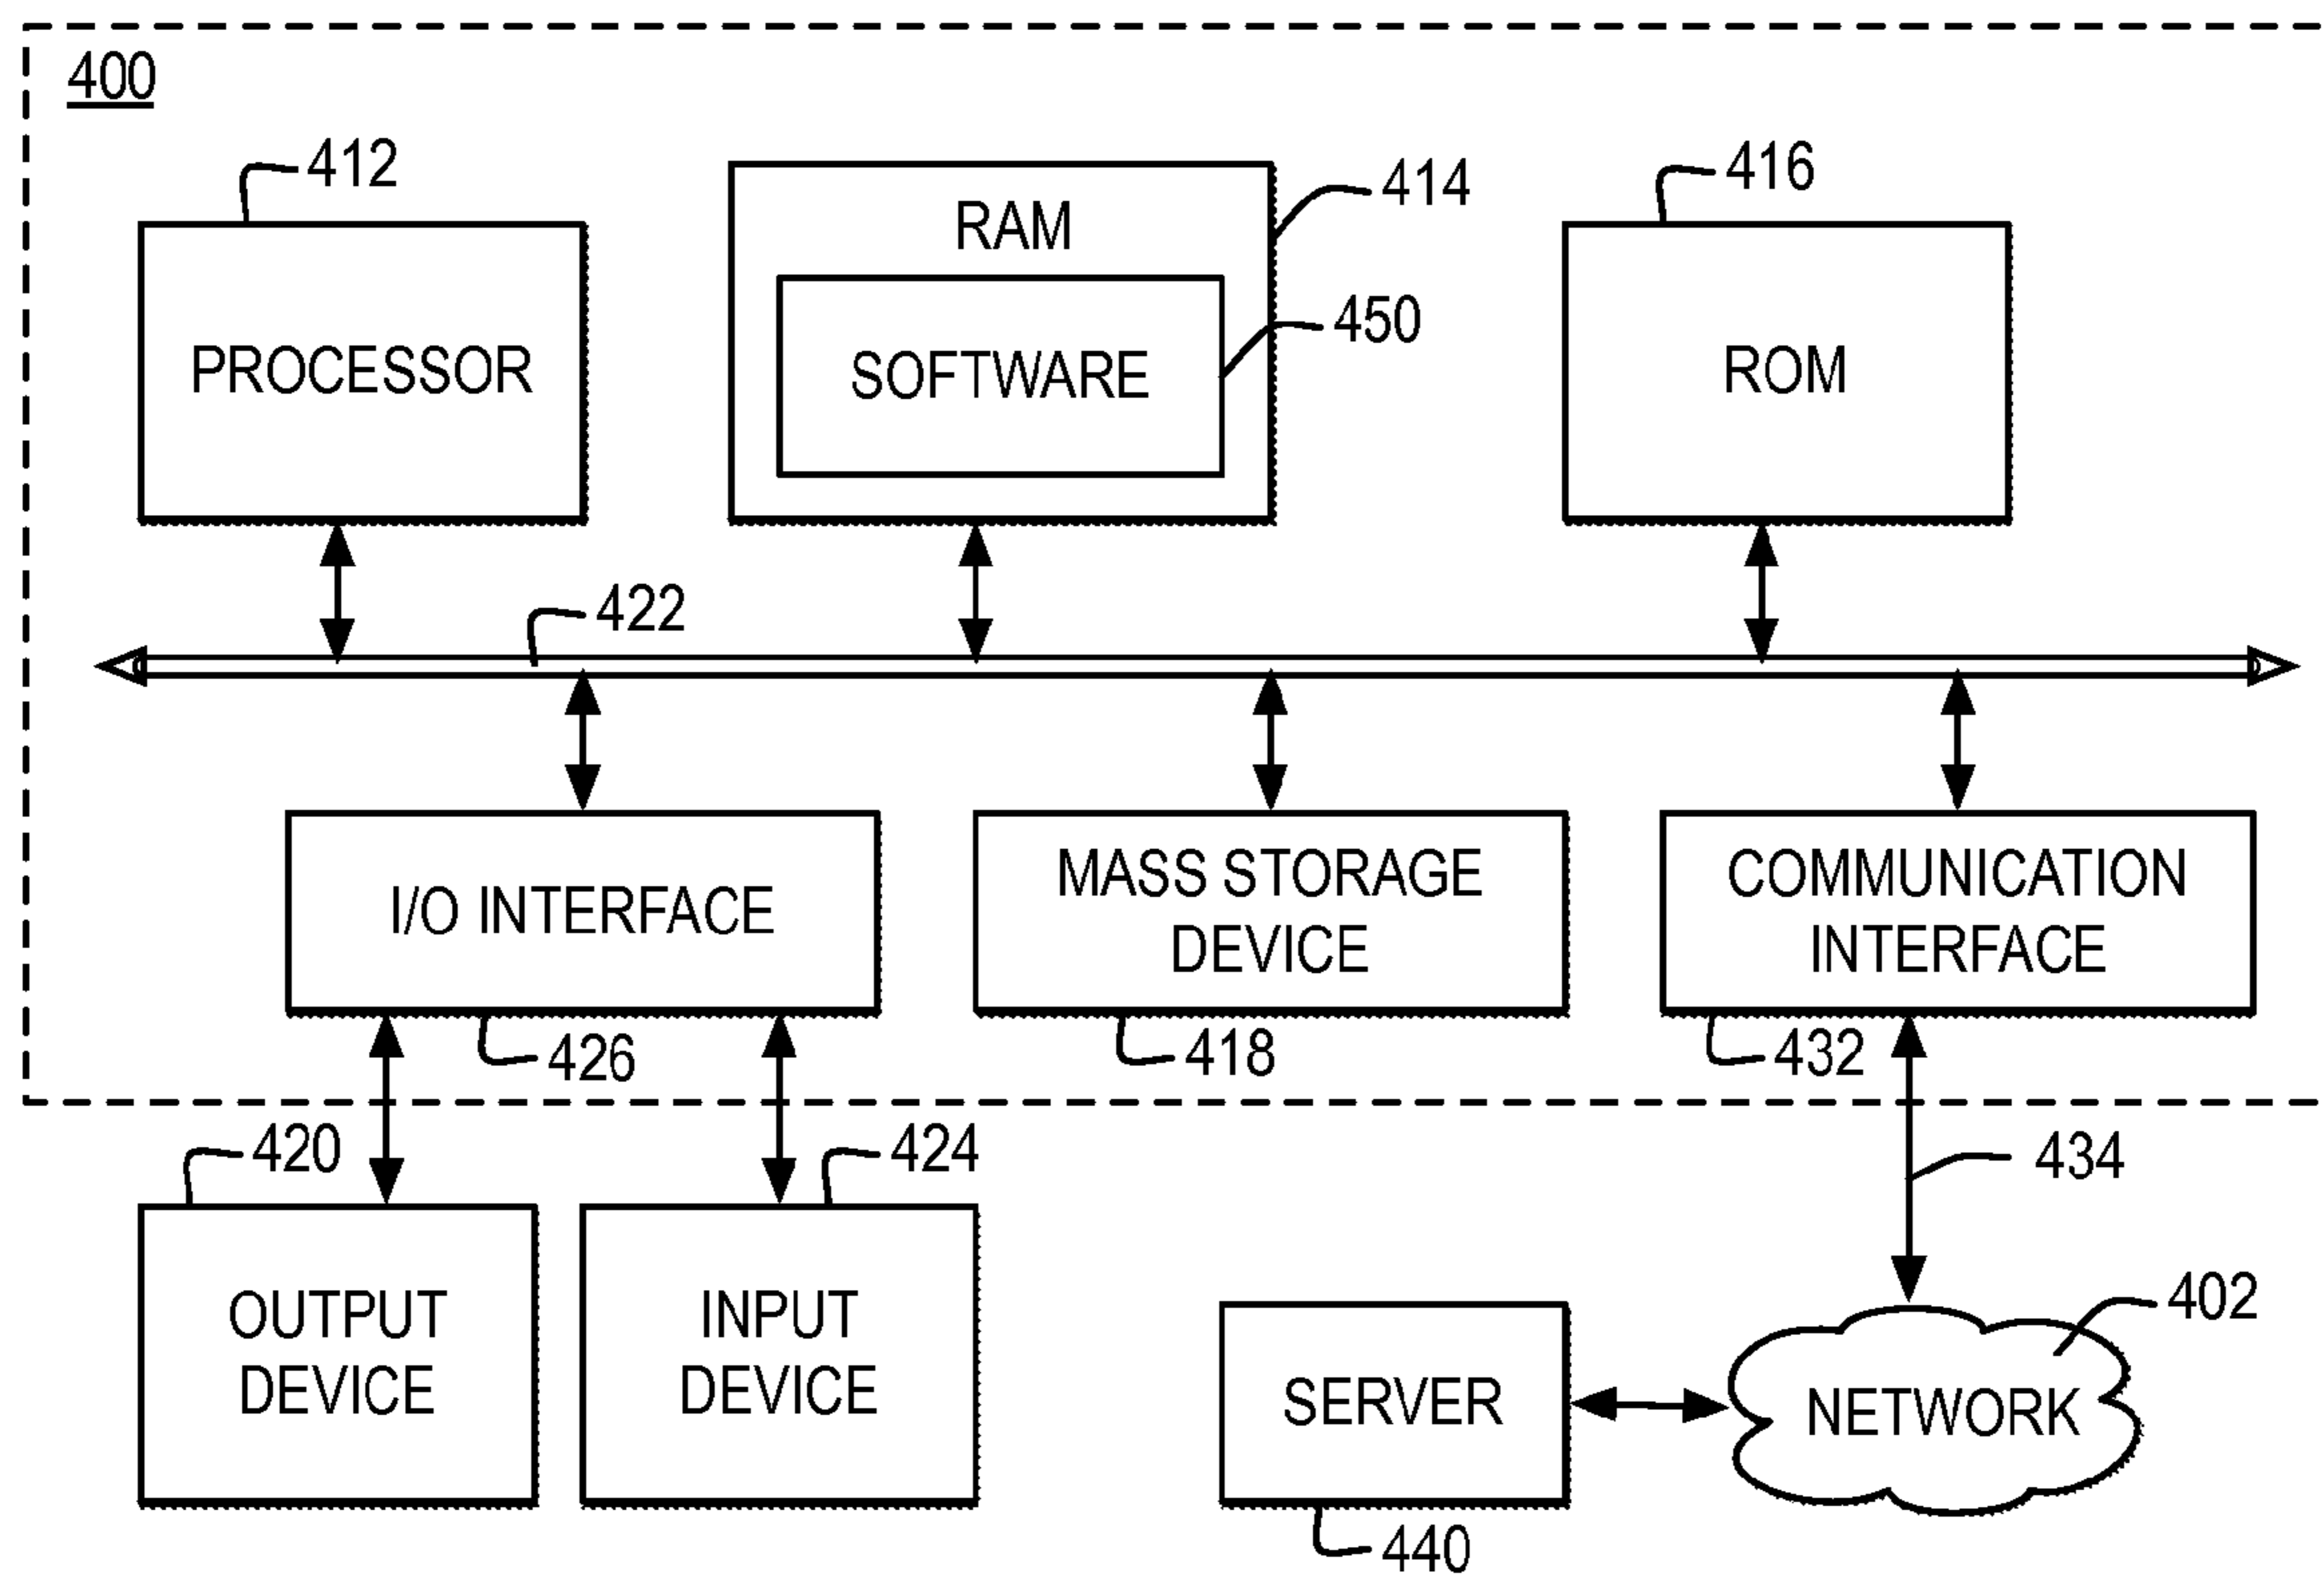 400
412
414
416
RAM
450
PROCESSOR
SOFTWARE
ROM
422
I/O INTERFACE
MASS STORAGE
DEVICE
COMMUNICATION
INTERFACE
426
418
432
420
424
434
OUTPUT
DEVICE
INPUT
DEVICE
402
SERVER
NETWORK
440